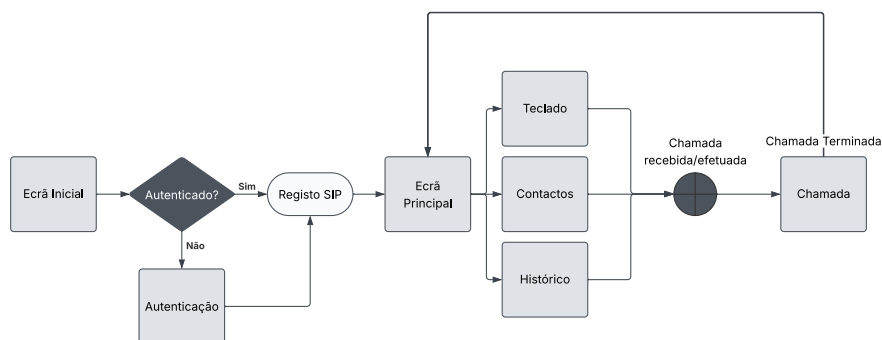 Ecrã Inicial
Autenticado?
Sim
Não
Autenticação
Registo SIP
Ecrã
Principal
Teclado
Contactos
Histórico
Chamada
recebida/efetuada
Chamada Terminada
Chamada